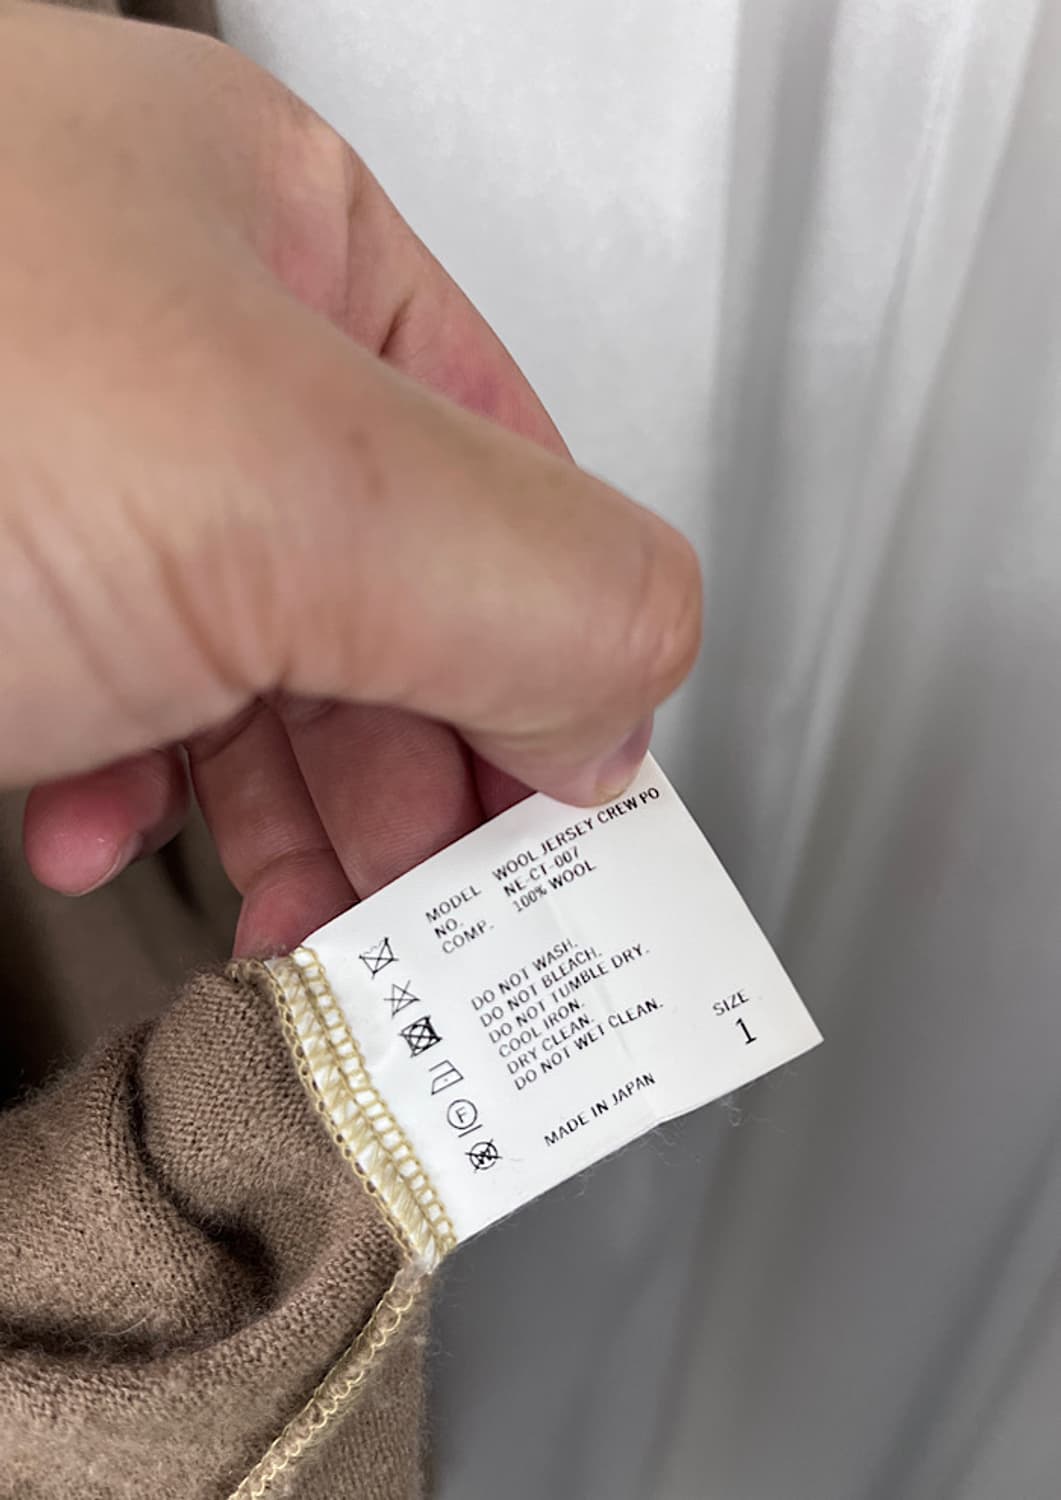 MODEL WOOL JERSEY CREW PO
NO. NE-CT-007
COMP. 100% WOOL
DO NOT WASH.
DO NOT BLEACH.
DO NOT TUMBLE DRY.
COOL IRON.
DRY CLEAN.
DO NOT WET CLEAN.
F
W
SIZE
1
MADE IN JAPAN